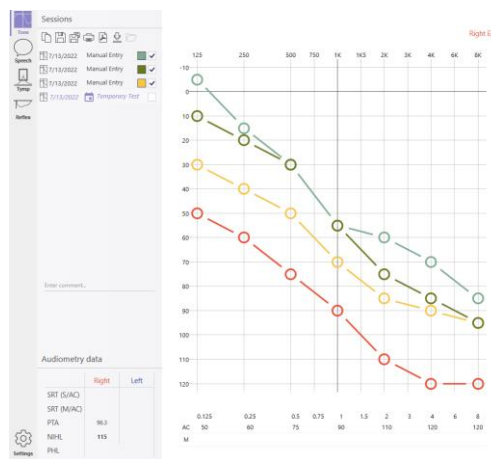 Sessions
Tone
Speech
Tymp
Reflex
7/13/2022 Manual Entry
7/13/2022 Manual Entry
7/13/2022 Manual Entry
7/13/2022 Temporary Test
Enter comment..
Audiometry data
Right Left
SRT (S/AC)
SRT (M/AC)
PTA 96.3
NIHL 115
PHL
Settings
Right E
125 250 500 750 1K 1K5 2K 3K 4K 6K 8K
-10
0
10
20
30
40
50
60
70
80
90
100
110
120
0.125 0.25 0.5 0.75 1 1.5 2 3 4 6 8
AC 50 60 75 90 110 120 120
M